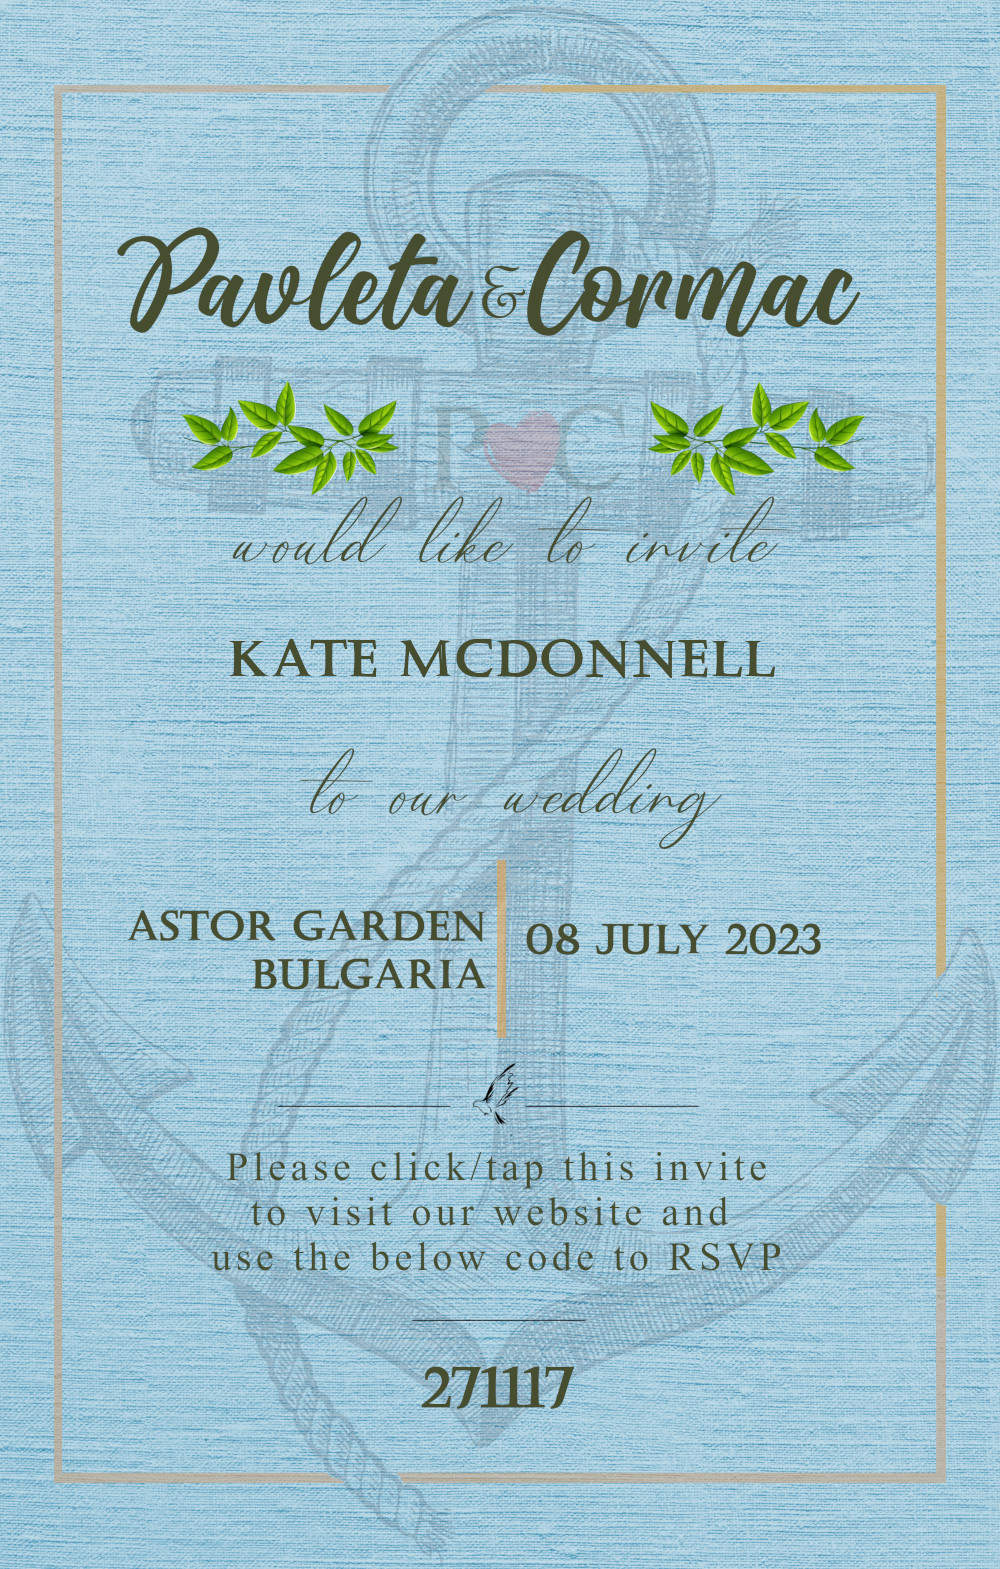 Pavleta & Cormac
P C
would like to invite
KATE MCDONNELL
to our wedding
ASTOR GARDEN
BULGARIA
08 JULY 2023
Please click/tap this invite
to visit our website and
use the below code to RSVP
271117